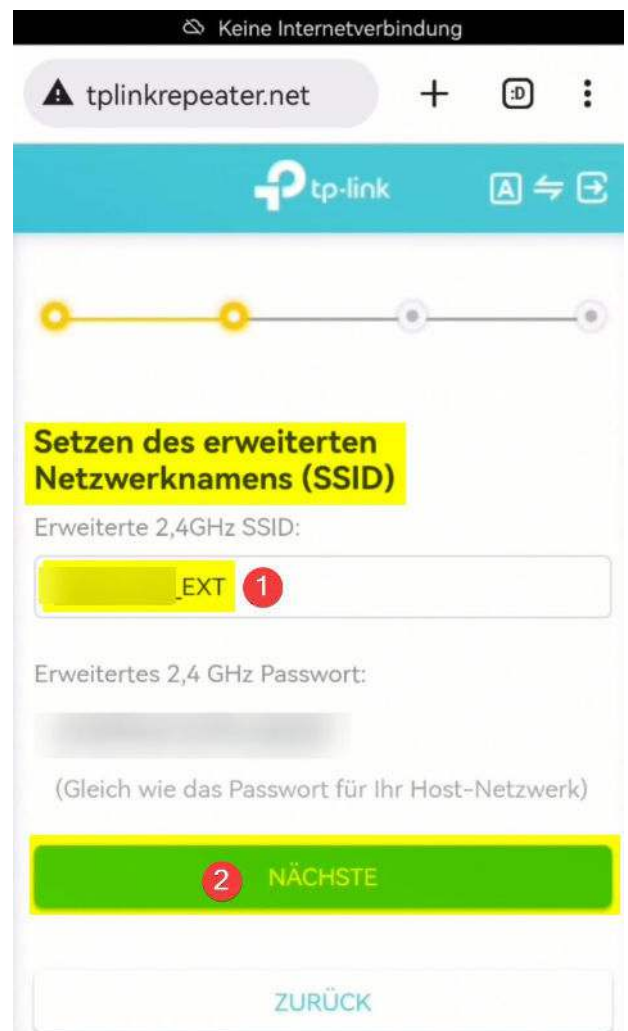 Keine Internetverbindung
tplinkrepeater.net + :D
tp-link A
Setzen des erweiterten
Netzwerknamens (SSID)
Erweiterte 2,4GHz SSID:
_EXT 1
Erweitertes 2,4 GHz Passwort:
(Gleich wie das Passwort für Ihr Host-Netzwerk)
2 NÄCHSTE
ZURÜCK